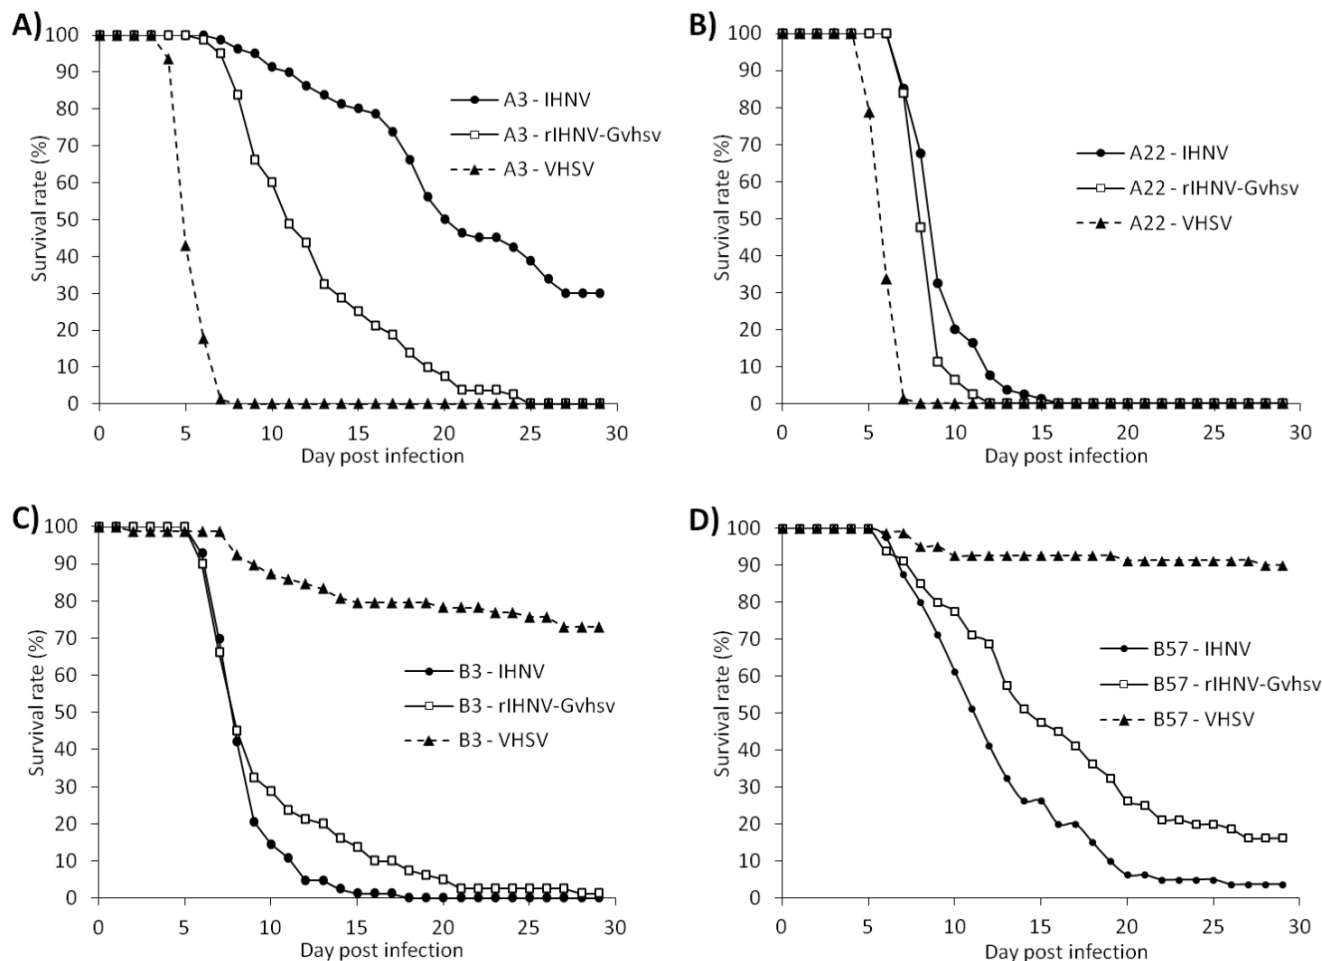 A)
100
90
80
70
60
50
40
30
20
10
0
Survival rate (%)
A3 - IHNV
A3 - rIHNV-Gvhsv
A3 - VHSV
0 5 10 15 20 25 30
Day post infection
B)
100
90
80
70
60
50
40
30
20
10
0
Survival rate (%)
A22 - IHNV
A22 - rIHNV-Gvhsv
A22 - VHSV
0 5 10 15 20 25 30
Day post infection
C)
100
90
80
70
60
50
40
30
20
10
0
Survival rate (%)
B3 - IHNV
B3 - rIHNV-Gvhsv
B3 - VHSV
0 5 10 15 20 25 30
Day post infection
D)
100
90
80
70
60
50
40
30
20
10
0
Survival rate (%)
B57 - IHNV
B57 - rIHNV-Gvhsv
B57 - VHSV
0 5 10 15 20 25 30
Day post infection